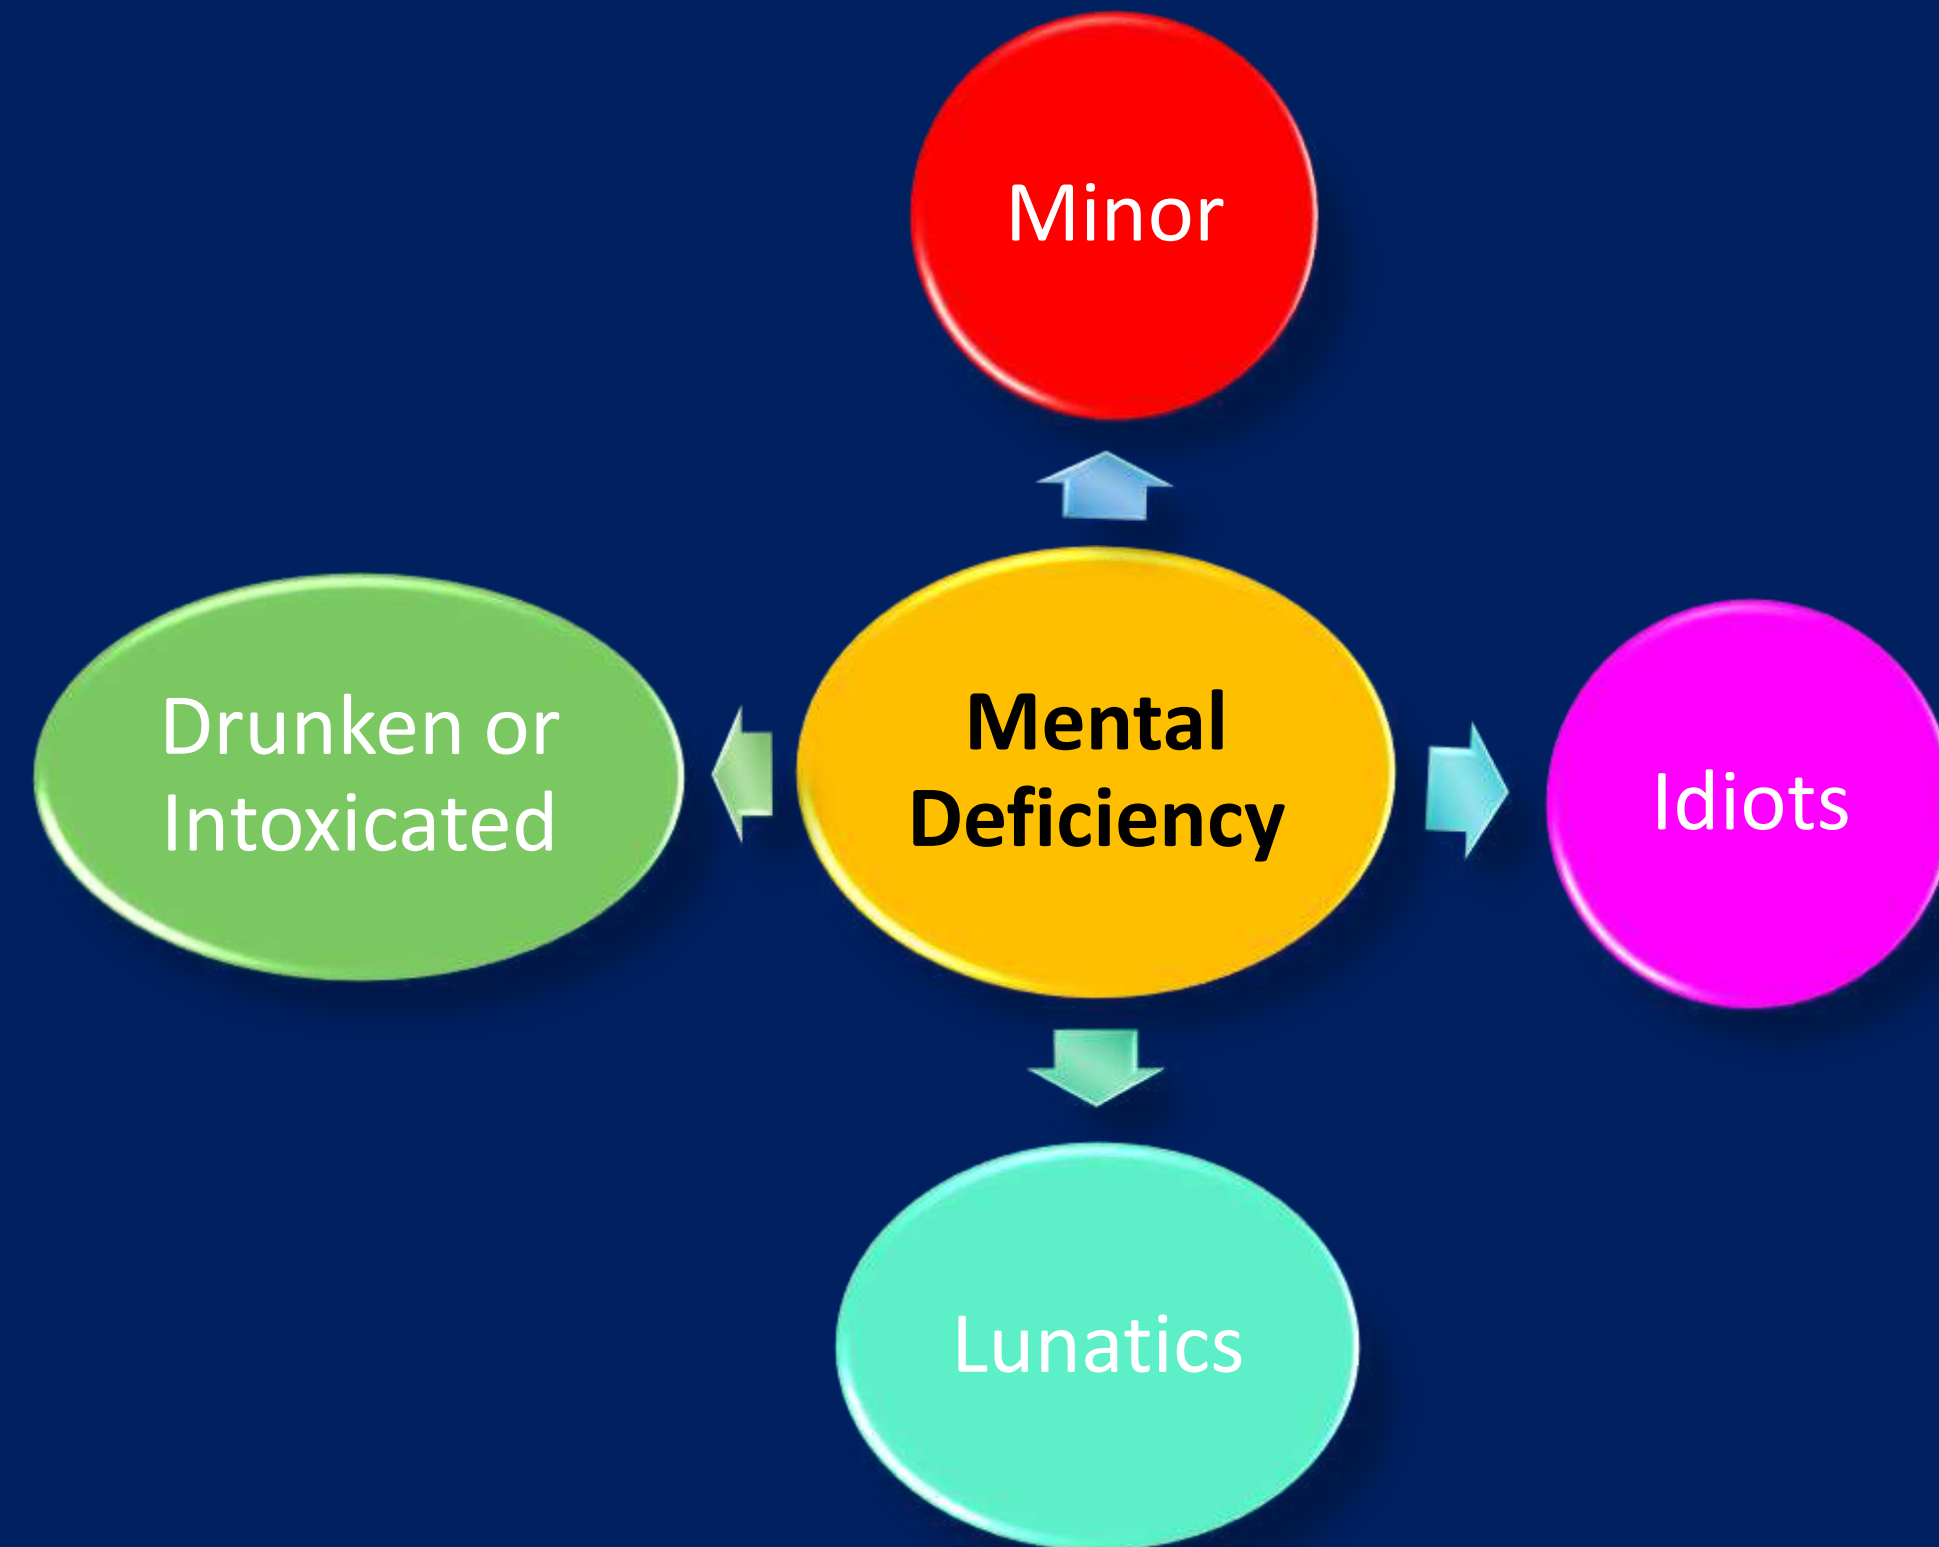 Minor
Drunken or
Intoxicated
Mental
Deficiency
Idiots
Lunatics